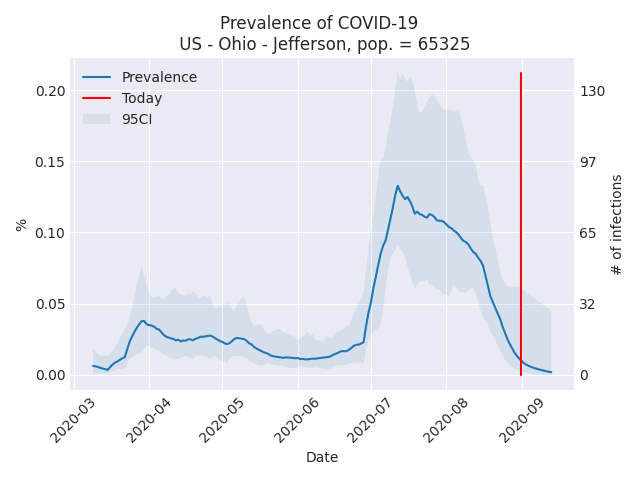 Prevalence of COVID-19
US - Ohio - Jefferson, pop. = 65325
Prevalence
Today
95CI
0.20
0.15
0.10
0.05
0.00
%
130
97
65
32
0
# of infections
2020-03
2020-04
2020-05
2020-06
2020-07
2020-08
2020-09
Date